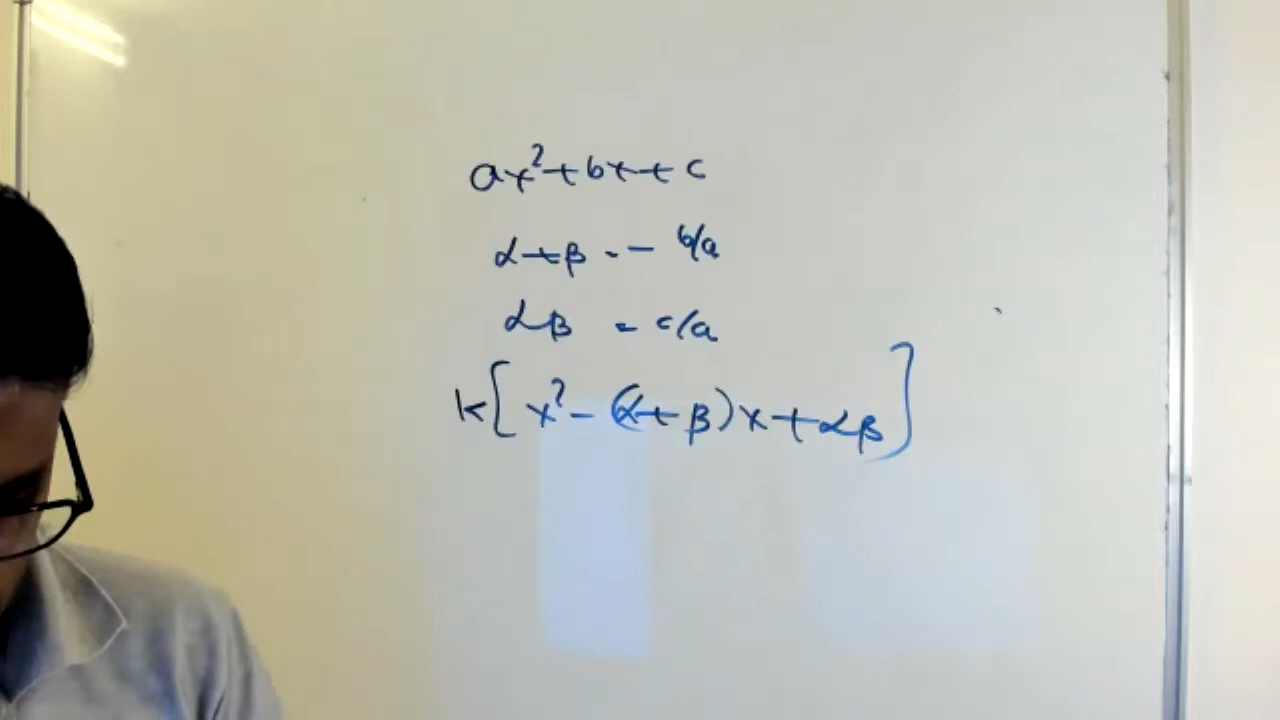 ax²+bx+c
α+β = - b/a
αβ = c/a
k[x² - (α+β)x+αβ]